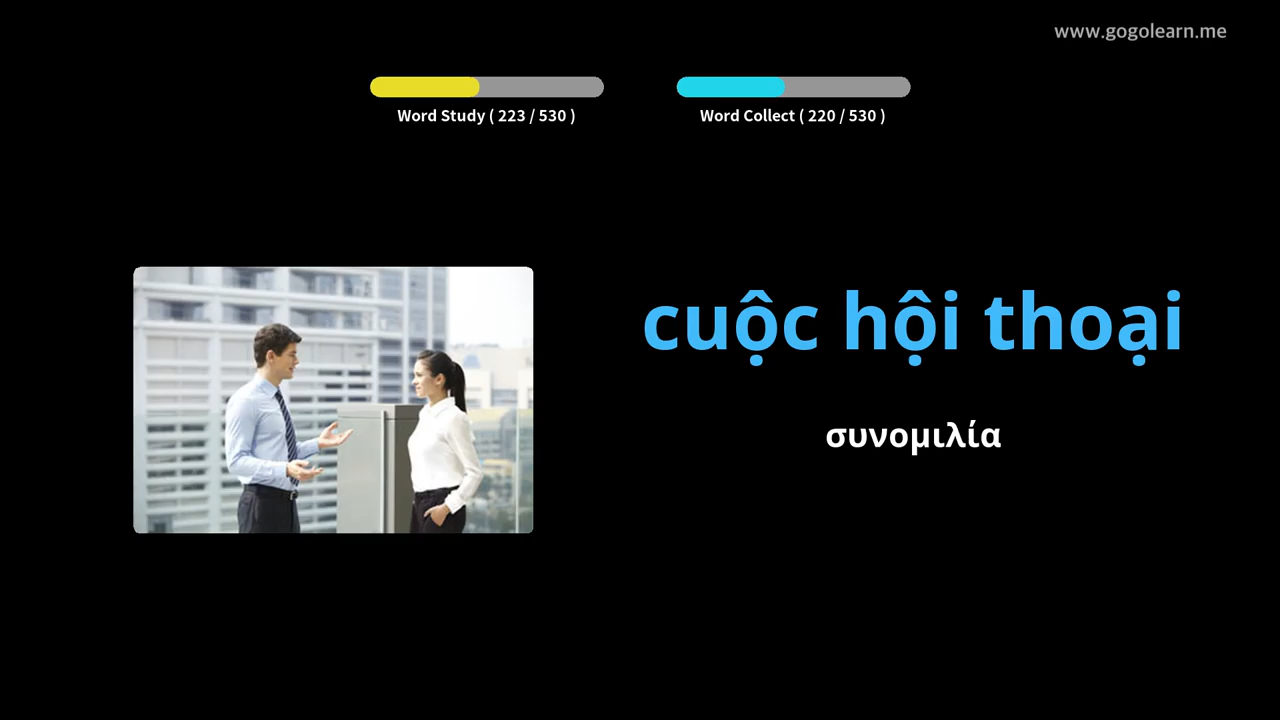 www.gogolearn.me
Word Study ( 223 / 530 )
Word Collect ( 220 / 530 )
cuộc hội thoại
συνομιλία